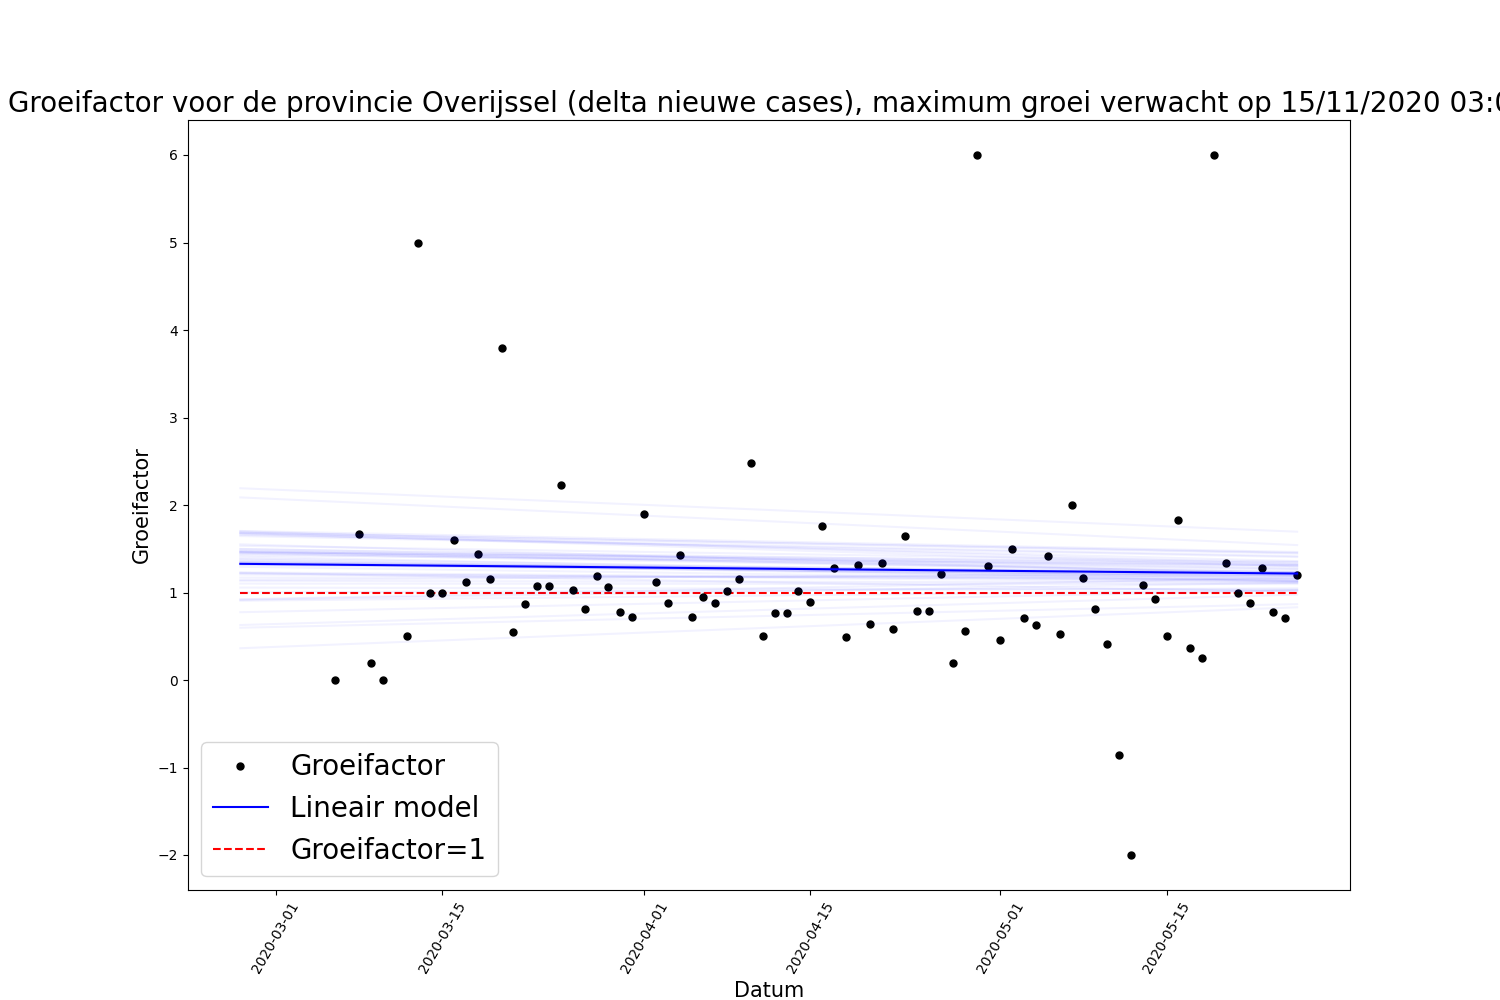 Groeifactor voor de provincie Overijssel (delta nieuwe cases), maximum groei verwacht op 15/11/2020 03:0
6
5
4
3
2
1
0
−1
−2
Groeifactor
Groeifactor
Lineair model
Groeifactor=1
2020-03-01
2020-03-15
2020-04-01
2020-04-15
2020-05-01
2020-05-15
Datum